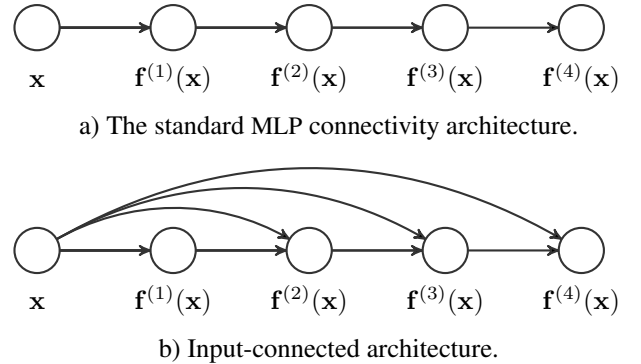 x f⁽¹⁾(x) f⁽²⁾(x) f⁽³⁾(x) f⁽⁴⁾(x)
a) The standard MLP connectivity architecture.
x f⁽¹⁾(x) f⁽²⁾(x) f⁽³⁾(x) f⁽⁴⁾(x)
b) Input-connected architecture.